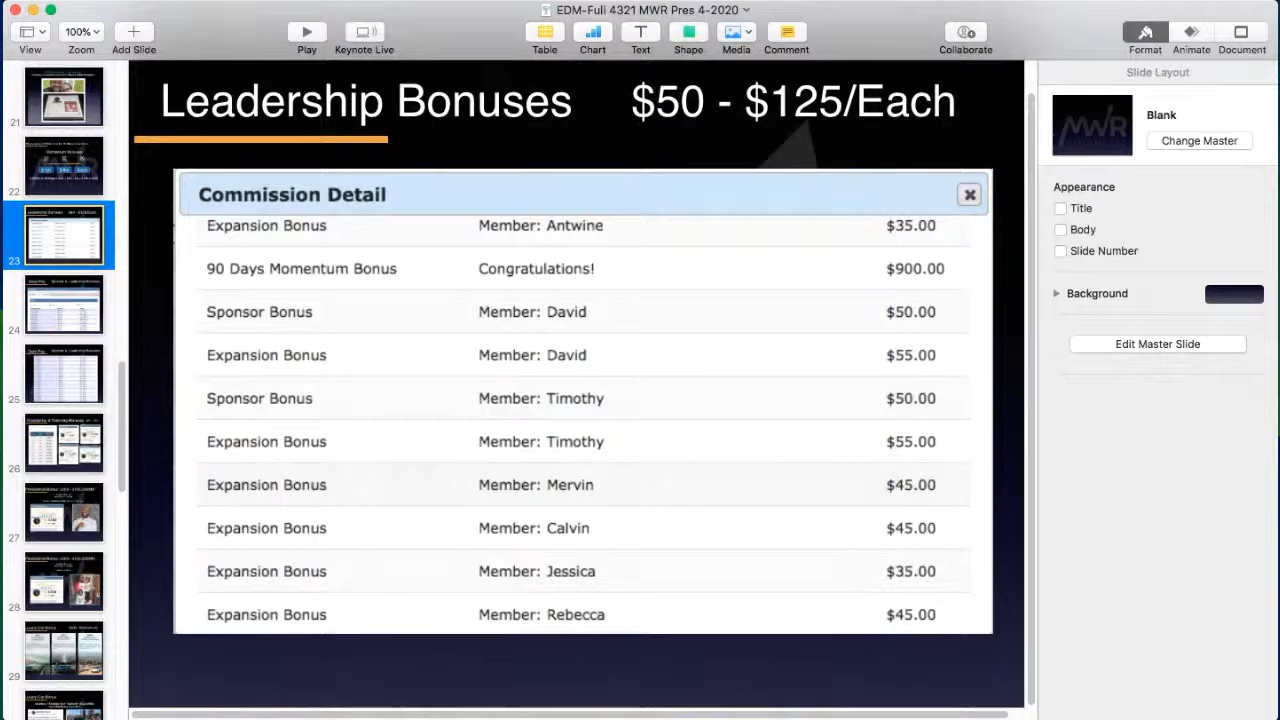 EDM-Full 4321 MWR Pres 4-2020
100%
View Zoom Add Slide Play Keynote Live Table Chart Text Shape Media Comment Collaborate Format Animate Document
21
22
23
24
25
26
27
28
29
Leadership Bonuses $50 - $125/Each
Commission Detail
Expansion Bonus Member: Antwine $35.00
90 Days Momentum Bonus Congratulations!
Sponsor Bonus Member: David $50.00
Expansion Bonus Member: David $55.00
Sponsor Bonus Member: Timothy $50.00
Expansion Bonus Member: Timothy $55.00
Expansion Bonus Member: Mervin $45.00
Expansion Bonus Member: Calvin $45.00
Expansion Bonus Member: Jessica $35.00
Expansion Bonus Member: Rebecca $45.00
Slide Layout
Blank
Change Master
Appearance
Title
Body
Slide Number
Background
Edit Master Slide